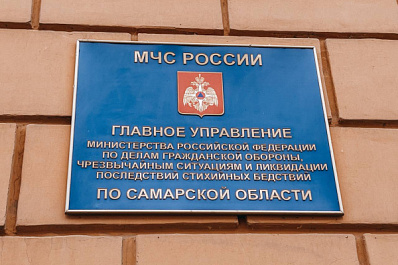 МЧС РОССИИ
ГЛАВНОЕ УПРАВЛЕНИЕ
МИНИСТЕРСТВА РОССИЙСКОЙ ФЕДЕРАЦИИ
ПО ДЕЛАМ ГРАЖДАНСКОЙ ОБОРОНЫ,
ЧРЕЗВЫЧАЙНЫМ СИТУАЦИЯМ И ЛИКВИДАЦИИ
ПОСЛЕДСТВИЙ СТИХИЙНЫХ БЕДСТВИЙ
ПО САМАРСКОЙ ОБЛАСТИ